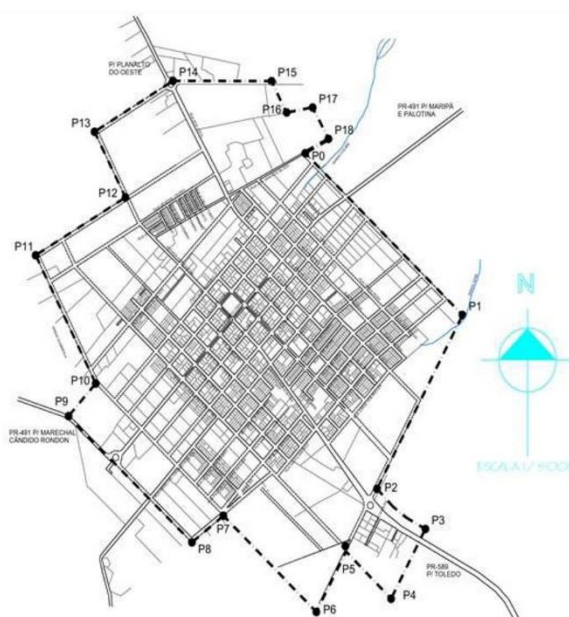 P/ PLANALTO
DO OESTE
P14
P15
P16
P17
PR-491 P/ MARIPÁ
E PALOTINA
P13
P18
P0
P12
P11
N
P1
P10
P9
PR-491 P/ MARECHAL
CÂNDIDO RONDON
P2
P3
P7
P8
P5
PR-589
P/ TOLEDO
P4
P6